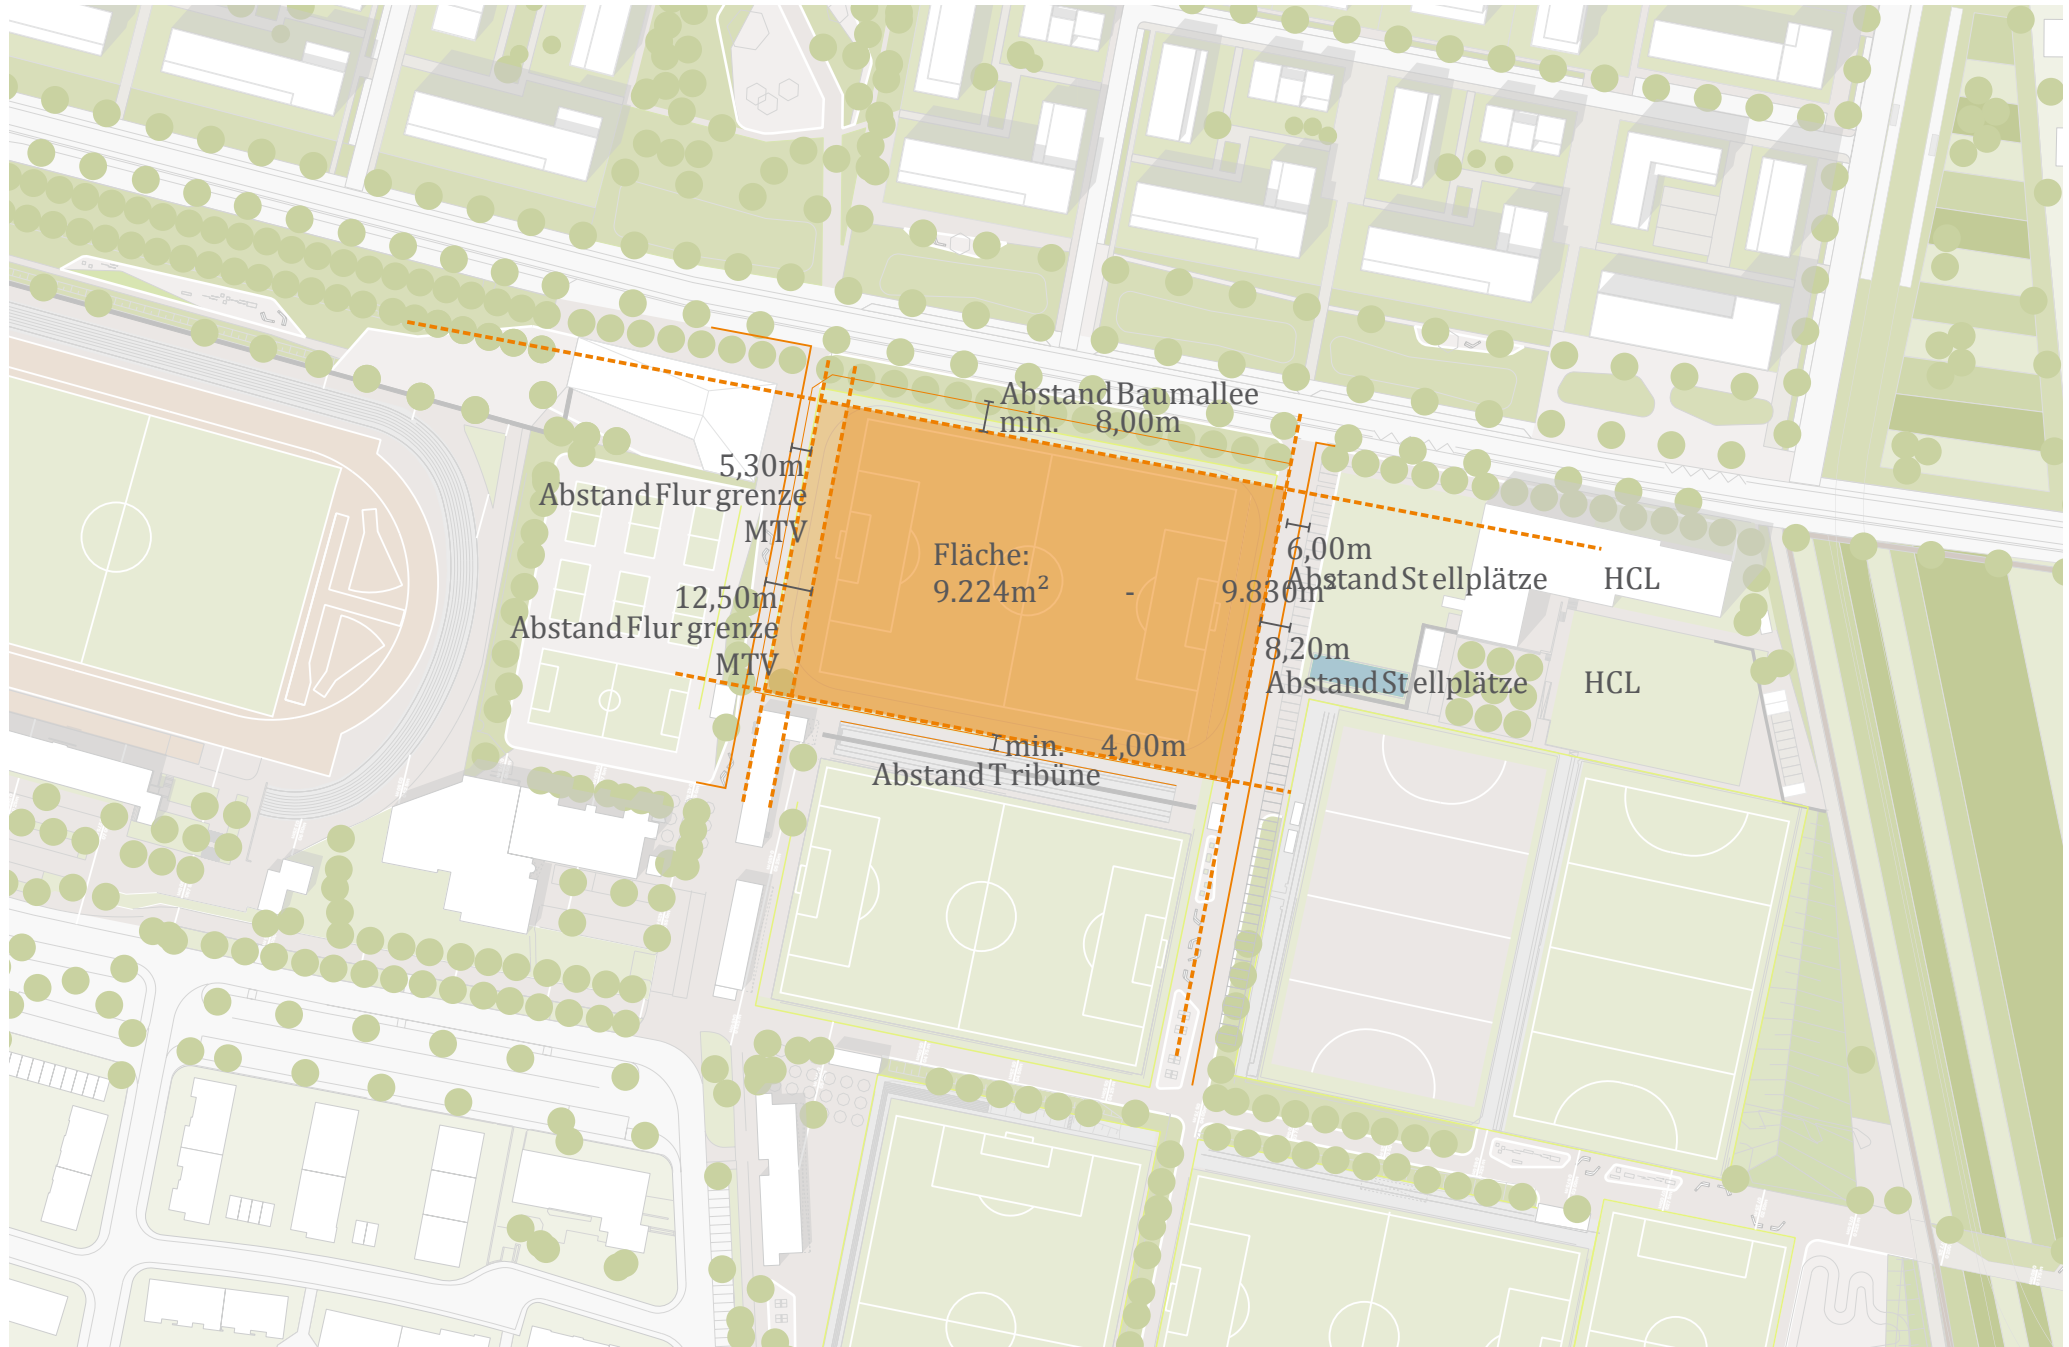 Abstand Baumallee
min. 8,00m
5,30m
Abstand Flurgrenze
MTV
Fläche:
9.224m² - 9.830m²
6,00m
Abstand Stellplätze HCL
12,50m
Abstand Flurgrenze
MTV
8,20m
Abstand Stellplätze HCL
min. 4,00m
Abstand Tribüne